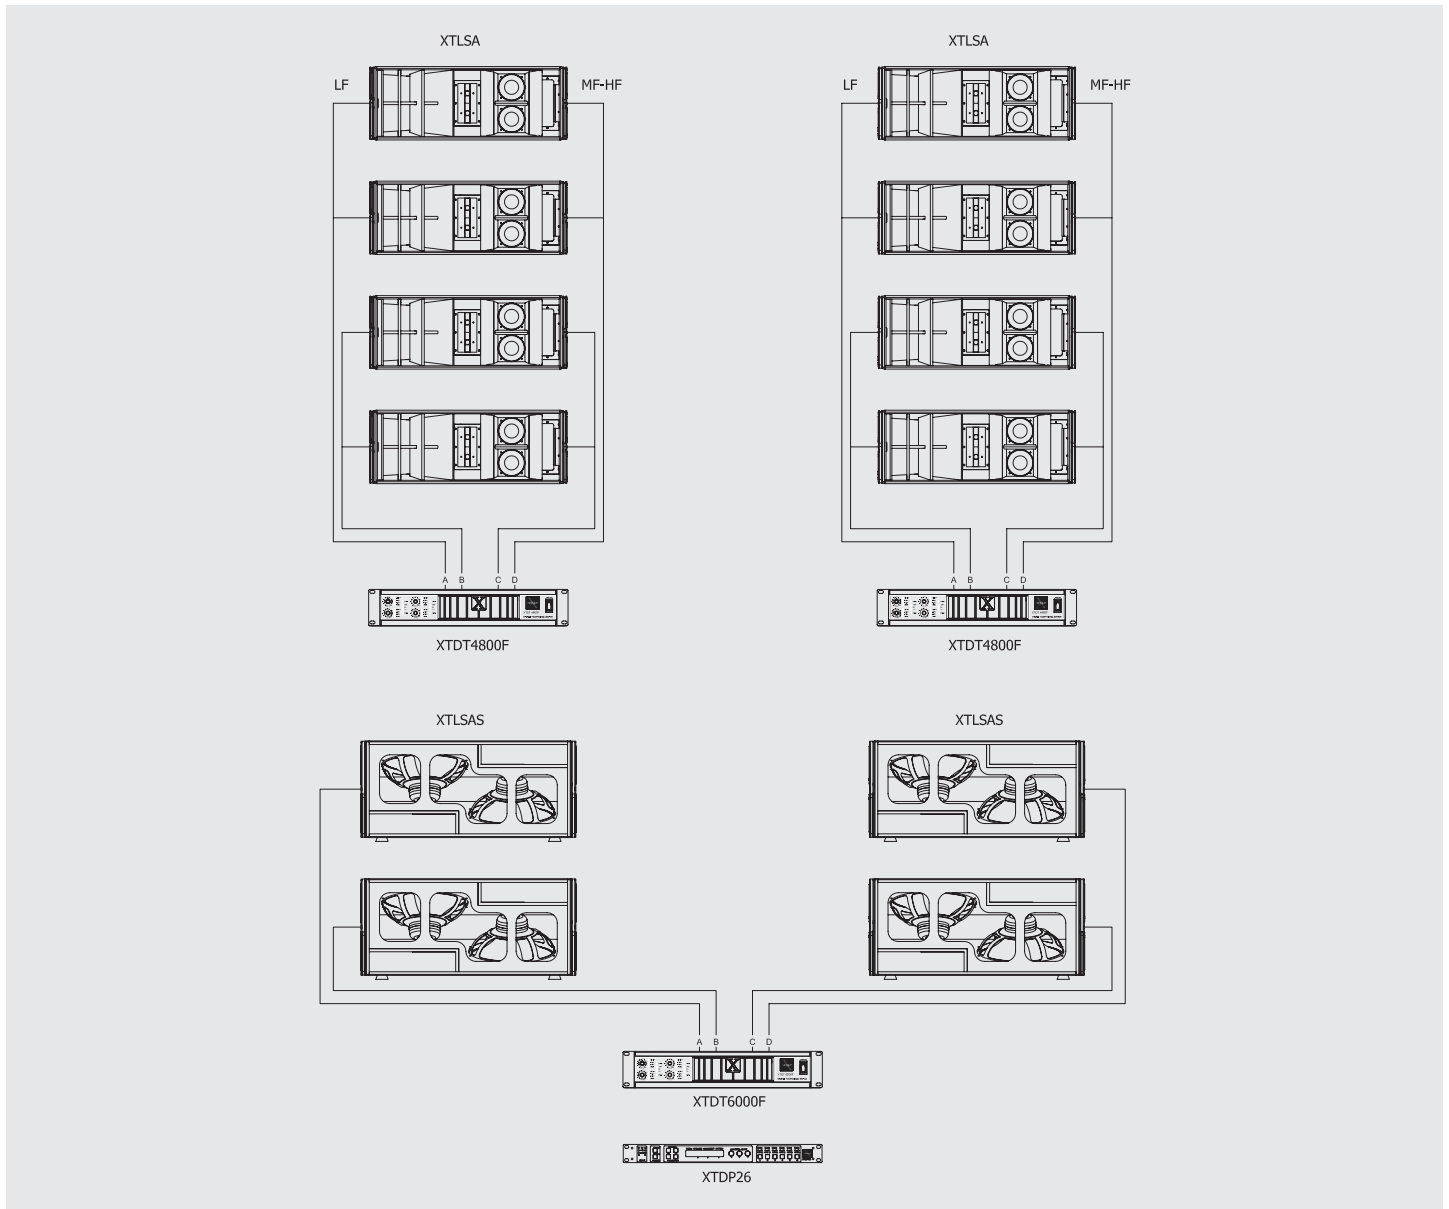 XTLSA XTLSA
LF MF-HF LF MF-HF
A B C D A B C D
XTDT4800F XTDT4800F
XTLSAS XTLSAS
A B C D
XTDT6000F
XTDP26